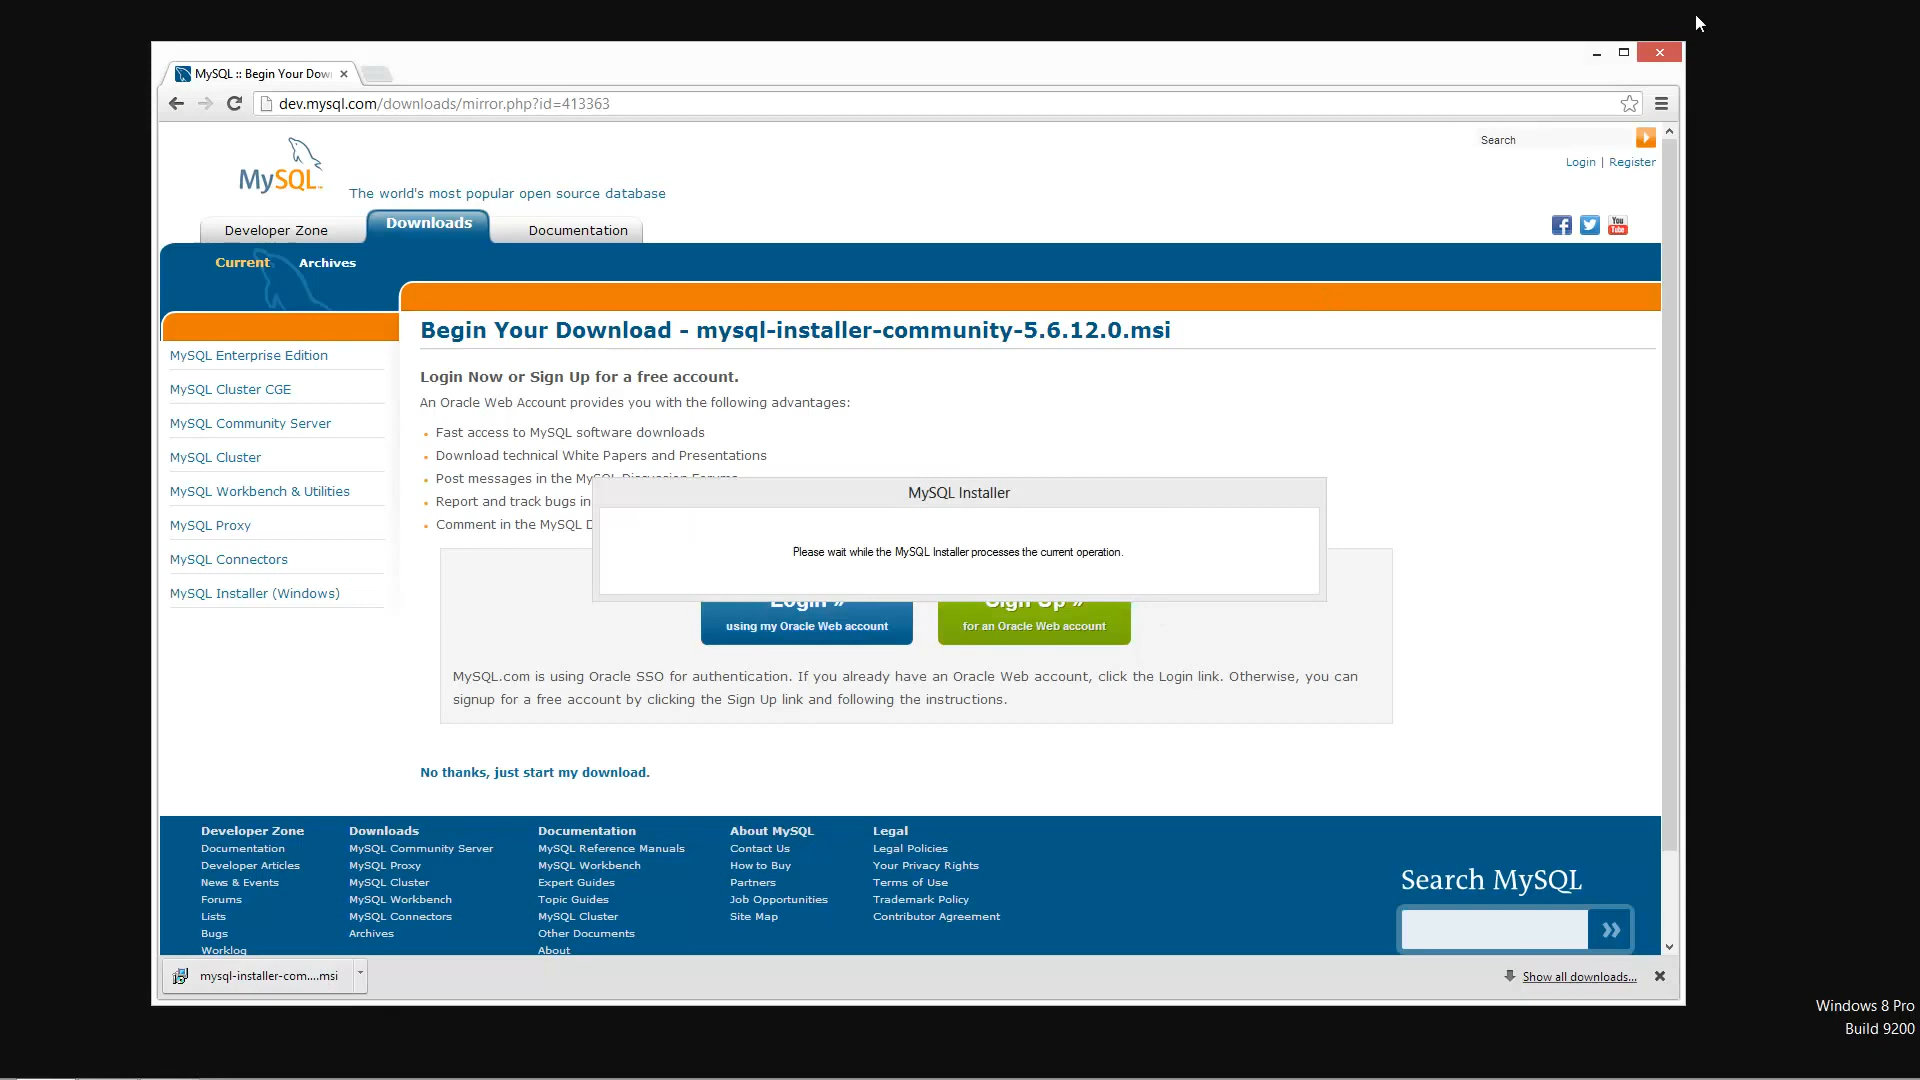 MySQL :: Begin Your Dow
dev.mysql.com/downloads/mirror.php?id=413363
Search
Login | Register
MySQL™
The world's most popular open source database
Developer Zone
Downloads
Documentation
You
Tube
Current
Archives
Begin Your Download - mysql-installer-community-5.6.12.0.msi
MySQL Enterprise Edition
MySQL Cluster CGE
MySQL Community Server
MySQL Cluster
MySQL Workbench & Utilities
MySQL Proxy
MySQL Connectors
MySQL Installer (Windows)
Login Now or Sign Up for a free account.
An Oracle Web Account provides you with the following advantages:
Fast access to MySQL software downloads
Download technical White Papers and Presentations
Post messages in the MySQL Discussion Forums
Report and track bugs in
Comment in the MySQL D
MySQL Installer
Please wait while the MySQL Installer processes the current operation.
Login »
using my Oracle Web account
Sign Up »
for an Oracle Web account
MySQL.com is using Oracle SSO for authentication. If you already have an Oracle Web account, click the Login link. Otherwise, you can
signup for a free account by clicking the Sign Up link and following the instructions.
No thanks, just start my download.
Developer Zone
Documentation
Developer Articles
News & Events
Forums
Lists
Bugs
Worklog
Downloads
MySQL Community Server
MySQL Proxy
MySQL Cluster
MySQL Workbench
MySQL Connectors
Archives
Documentation
MySQL Reference Manuals
MySQL Workbench
Expert Guides
Topic Guides
MySQL Cluster
Other Documents
About
About MySQL
Contact Us
How to Buy
Partners
Job Opportunities
Site Map
Legal
Legal Policies
Your Privacy Rights
Terms of Use
Trademark Policy
Contributor Agreement
Search MySQL
mysql-installer-com....msi
Show all downloads...
Windows 8 Pro
Build 9200